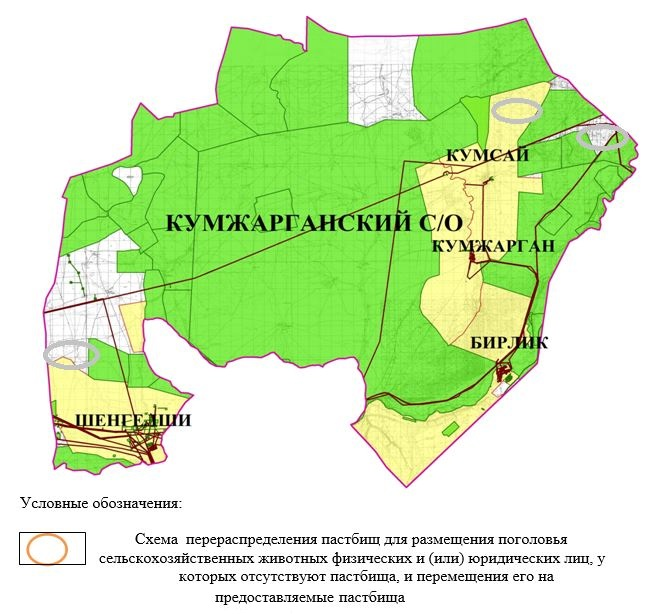 КУМСАЙ
КУМЖАРГАНСКИЙ С/О
КУМЖАРГАН
БИРЛИК
ШЕНГЕЛШИ
Условные обозначения:
Схема перераспределения пастбищ для размещения поголовья
сельскохозяйственных животных физических и (или) юридических лиц, у
которых отсутствуют пастбища, и перемещения его на
предоставляемые пастбища